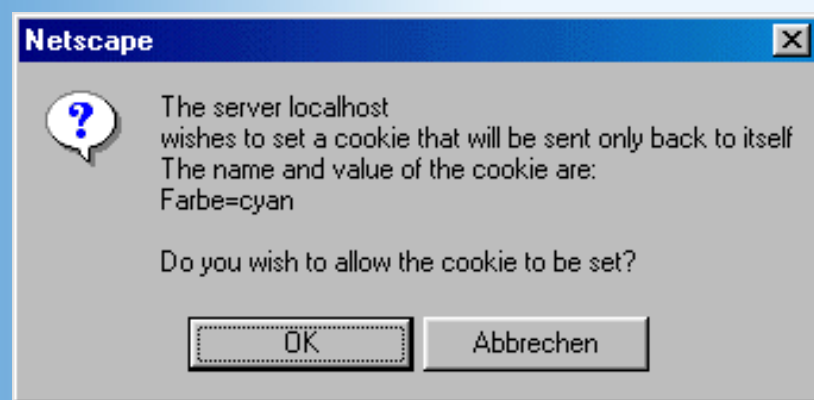 Netscape
The server localhost
wishes to set a cookie that will be sent only back to itself
The name and value of the cookie are:
Farbe=cyan
Do you wish to allow the cookie to be set?
OK Abbrechen